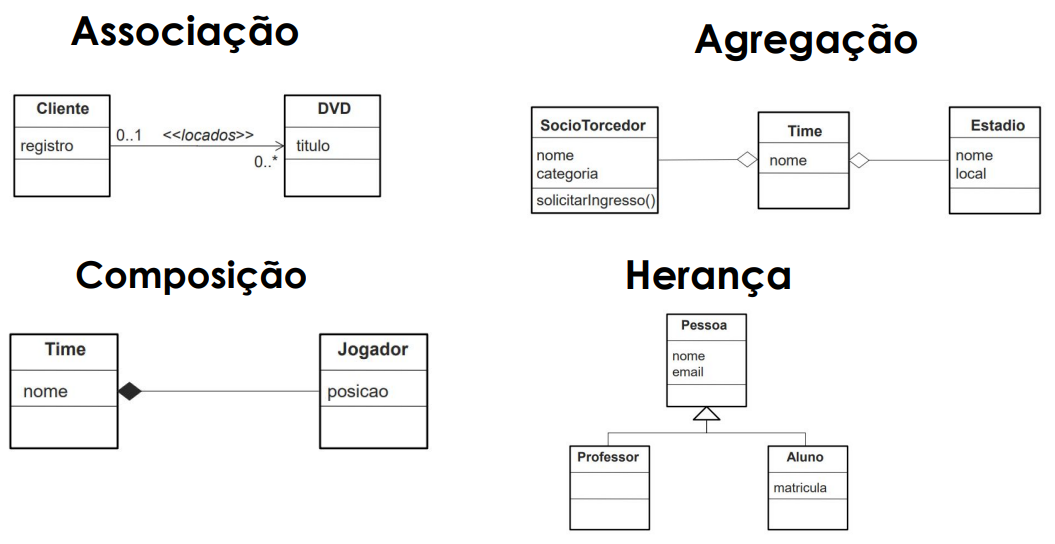 Associação
Cliente
registro
0..1
<<locados>>
0..*
DVD
titulo
Agregação
SocioTorcedor
nome
categoria
solicitarIngresso()
Time
nome
Estadio
nome
local
Composição
Time
nome
Jogador
posicao
Herança
Pessoa
nome
email
Professor
Aluno
matricula